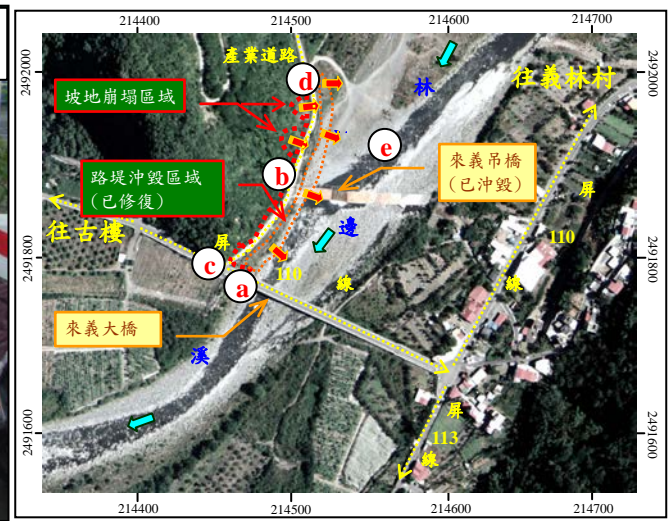 214400
214500
214600
214700
2492000
2492000
產業道路
d
林
往義林村
坡地崩塌區域
e
來義吊橋
(已沖毀)
b
路堤沖毀區域
(已修復)
屏
110
線
往古樓
邊
屏
110
線
c
a
2491800
2491800
來義大橋
溪
屏
113
線
2491600
2491600
214400
214500
214600
214700